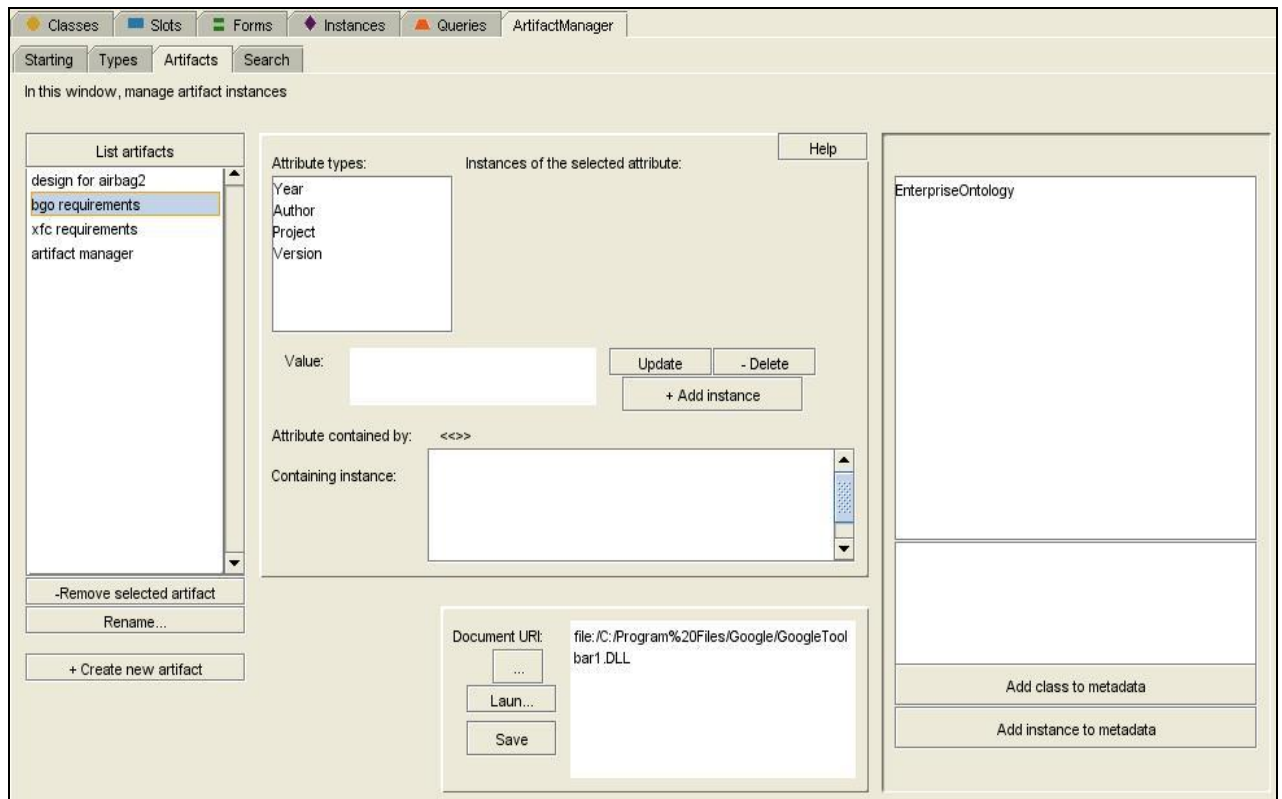 Classes Slots Forms Instances Queries ArtifactManager
Starting Types Artifacts Search
In this window, manage artifact instances
List artifacts
design for airbag2
bgo requirements
xfc requirements
artifact manager
-Remove selected artifact
Rename...
+ Create new artifact
Help
Attribute types:
Instances of the selected attribute:
Year
Author
Project
Version
Value:
Update
- Delete
+ Add instance
Attribute contained by: <<>>
Containing instance:
Document URI:
file:/C:/Program%20Files/Google/GoogleTool
bar1.DLL
...
Laun...
Save
EnterpriseOntology
Add class to metadata
Add instance to metadata